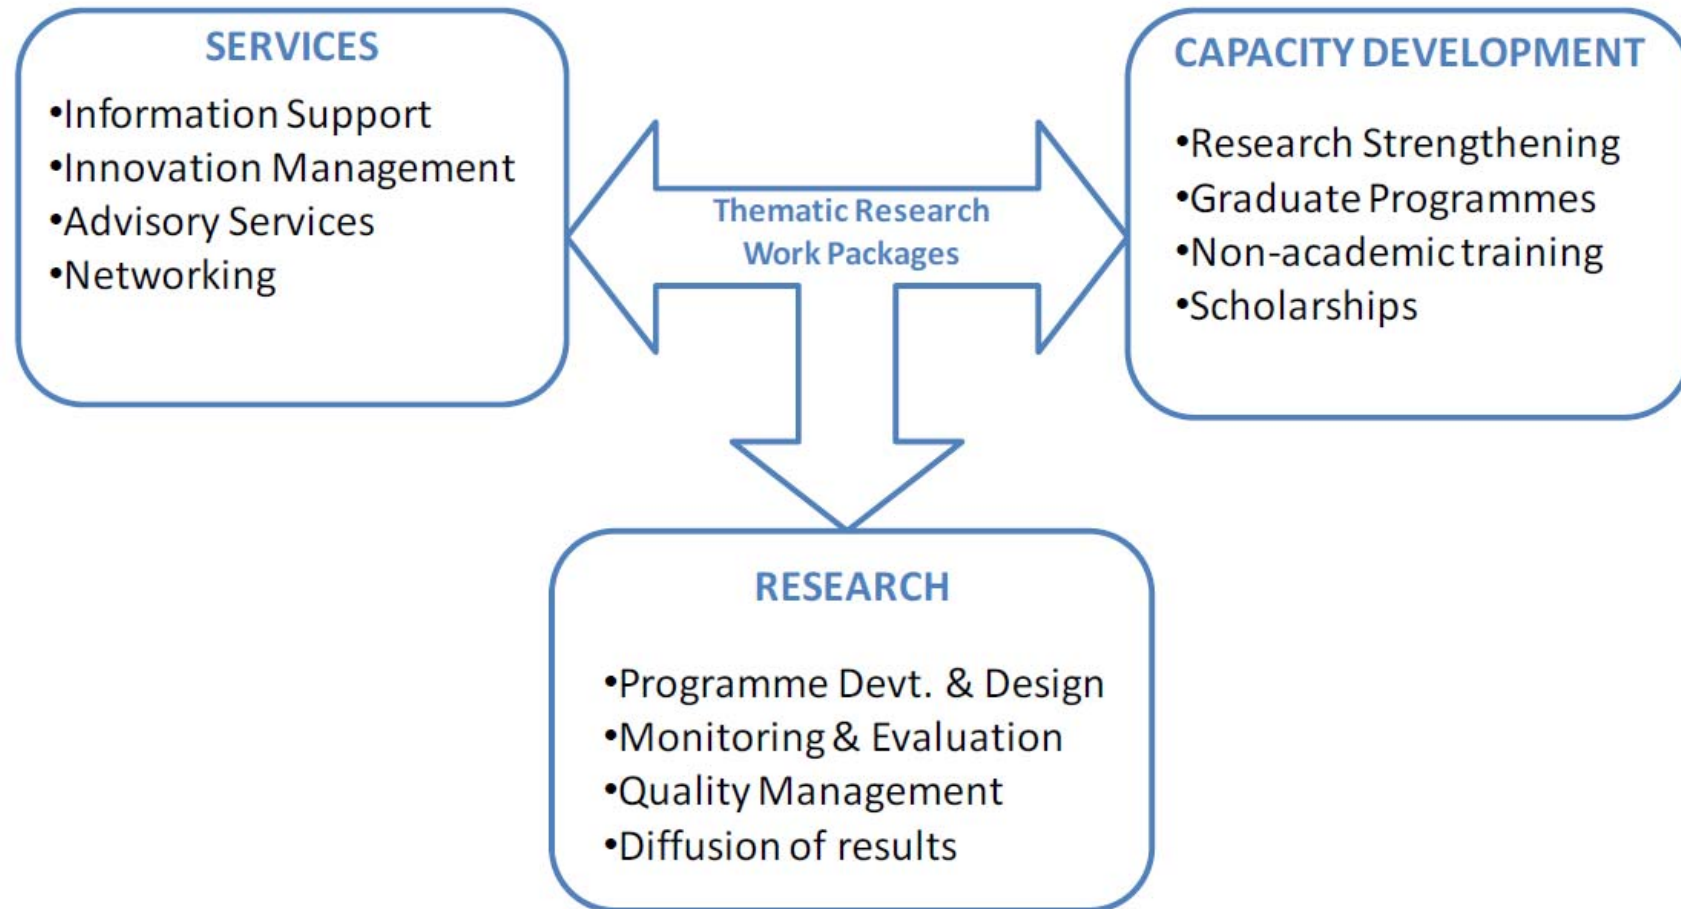 SERVICES
•Information Support
•Innovation Management
•Advisory Services
•Networking
Thematic Research
Work Packages
CAPACITY DEVELOPMENT
•Research Strengthening
•Graduate Programmes
•Non-academic training
•Scholarships
RESEARCH
•Programme Devt. & Design
•Monitoring & Evaluation
•Quality Management
•Diffusion of results